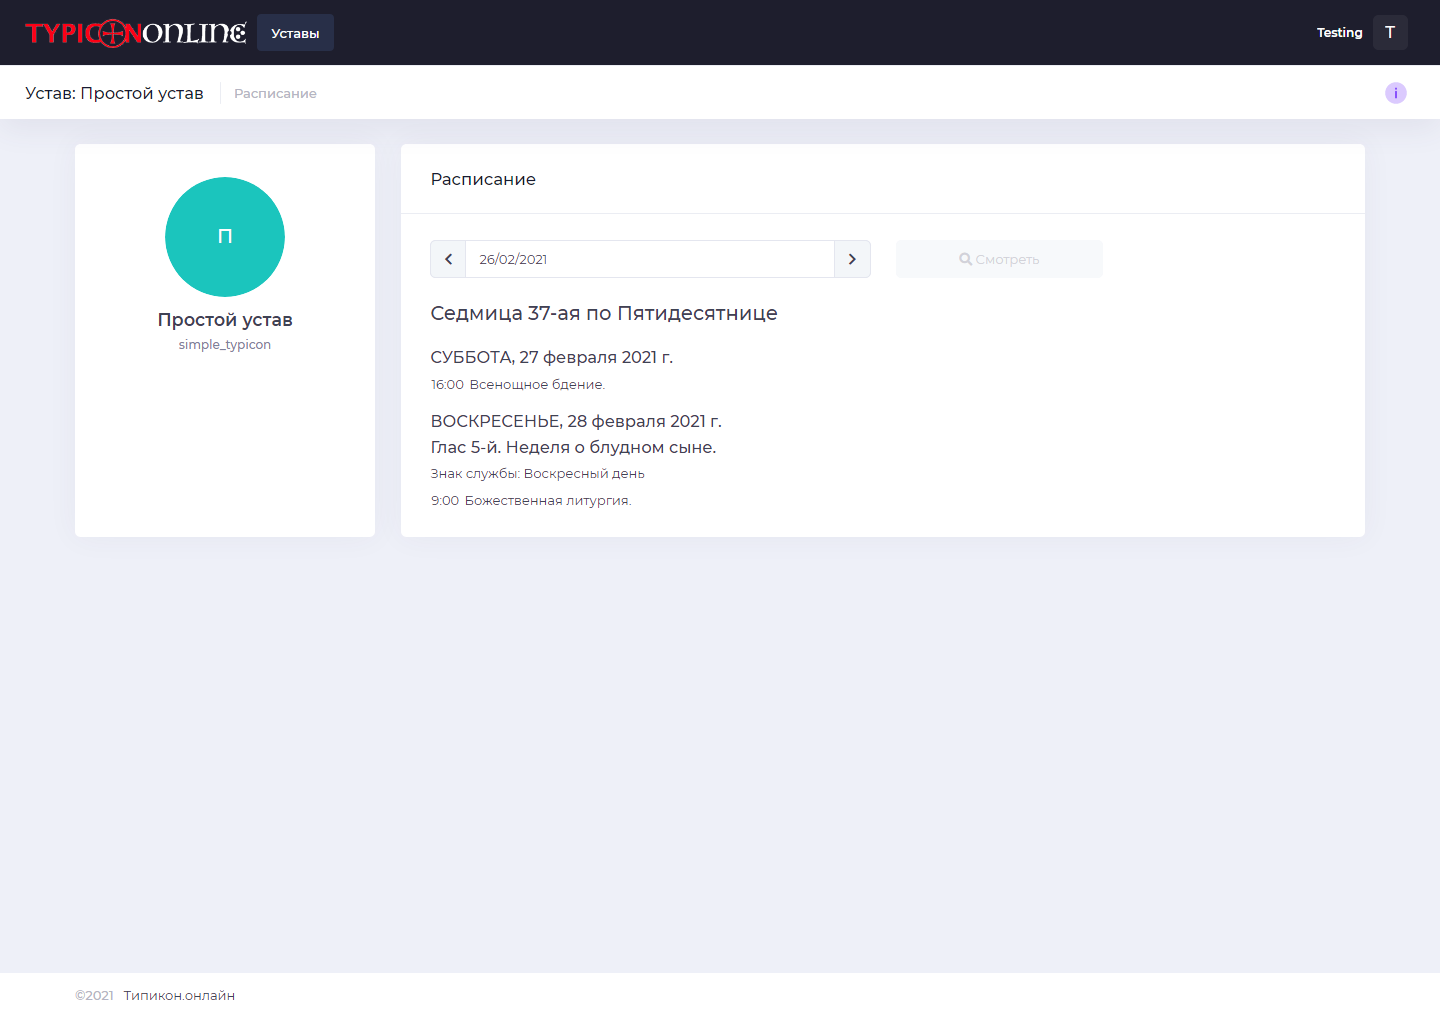 TYPICONONLINE
Уставы
Testing
T
Устав: Простой устав
Расписание
i
П
Простой устав
simple_typicon
Расписание
26/02/2021
Смотреть
Седмица 37-ая по Пятидесятнице
СУББОТА, 27 февраля 2021 г.
16:00 Всенощное бдение.
ВОСКРЕСЕНЬЕ, 28 февраля 2021 г.
Глас 5-й. Неделя о блудном сыне.
Знак службы: Воскресный день
9:00 Божественная литургия.
©2021 Типикон.онлайн